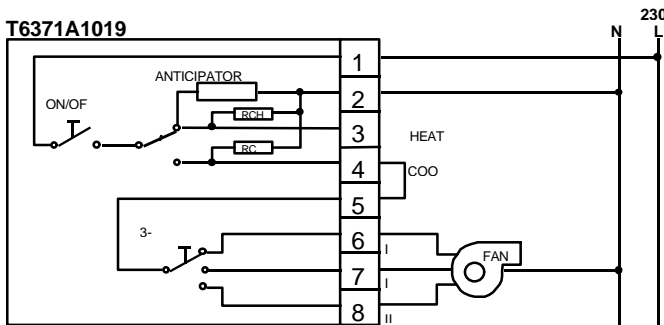 T6371A1019
230
N
L
1
ANTICIPATOR
2
ON/OF
RCH
3
HEAT
RC
4
COO
5
3-
6
I
FAN
7
I
8
II